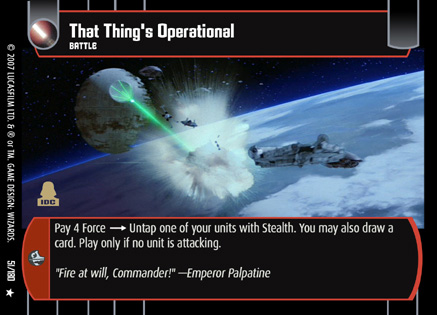 That Thing's Operational
BATTLE
© 2007 LUCASFILM LTD. & ® or TM. GAME DESIGN: WIZARDS.
IDC
Pay 4 Force → Untap one of your units with Stealth. You may also draw a
card. Play only if no unit is attacking.
"Fire at will, Commander!" —Emperor Palpatine